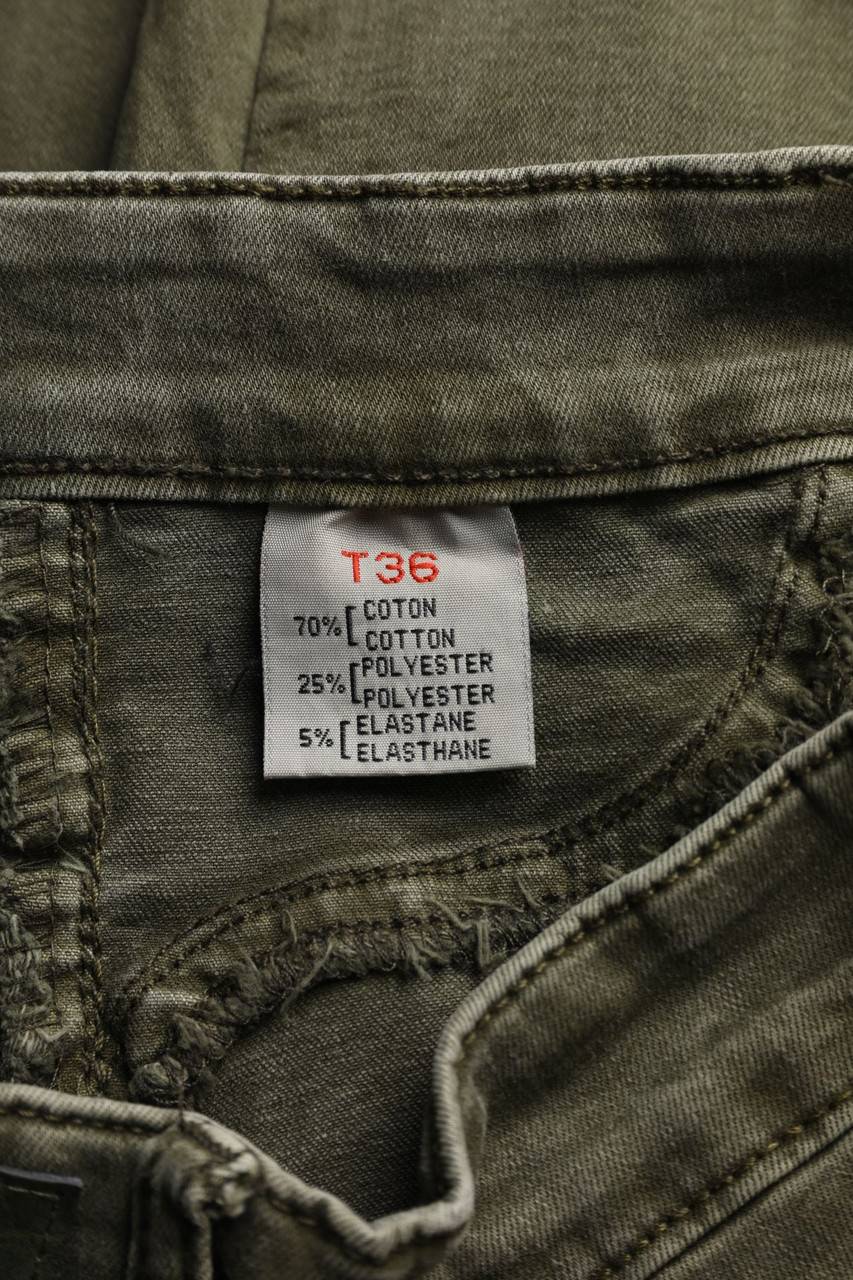 T36
70% COTON
COTTON
25% POLYESTER
POLYESTER
5% ELASTANE
ELASTHANE